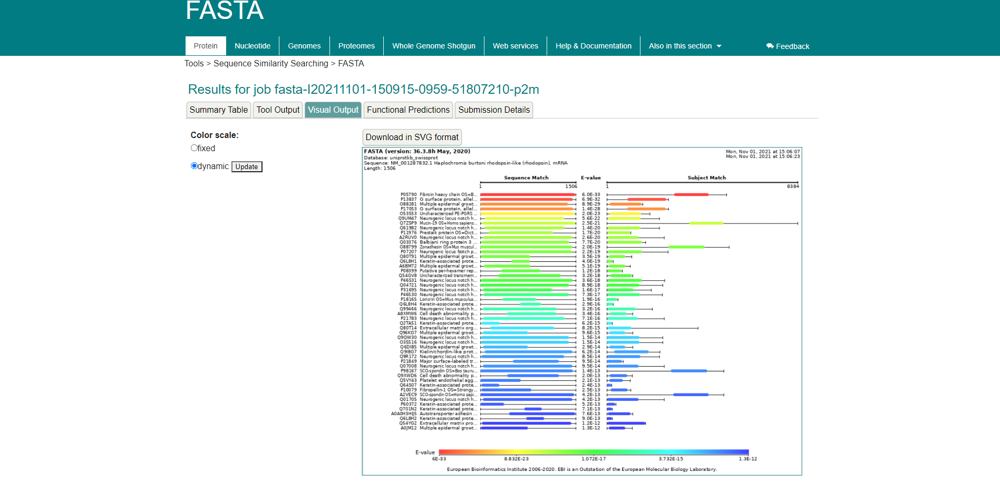 FASTA
Protein Nucleotide Genomes Proteomes Whole Genome Shotgun Web services Help & Documentation Also in this section Feedback
Tools > Sequence Similarity Searching > FASTA
Results for job fasta-I20211101-150915-0959-51807210-p2m
Summary Table Tool Output Visual Output Functional Predictions Submission Details
Color scale:
fixed
dynamic Update
Download in SVG format
FASTA (version: 36.3.8h May, 2020) Mon, Nov 01, 2021 at 15:06:07
Database: uniprotkb_swissprot Mon, Nov 01, 2021 at 15:06:23
Sequence: NM_001287832.1 Haplochromis burtoni rhodopsin-like (rhodopsin), mRNA
Length: 1506
Sequence Match E-value Subject Match
1 1506 1 8384
P05790 Fibroin heavy chain OS=B... 6.0E-33
P13837 G surface protein, allel... 6.9E-32
O88281 Multiple epidermal growt... 8.9E-29
P17053 G surface protein, allel... 1.4E-28
O53553 Uncharacterized PE-PGRS ... 2.0E-23
Q9UM47 Neurogenic locus notch h... 5.6E-22
Q7Z5P9 Mucin-19 OS=Homo sapiens... 2.5E-21
Q61982 Neurogenic locus notch h... 1.4E-20
P11976 Prestalk protein OS=Dict... 1.7E-20
A2RUV0 Neurogenic locus notch h... 2.6E-20
Q03376 Balbiani ring protein 3 ... 7.7E-20
O88799 Zonadhesin OS=Mus muscul... 2.0E-19
P07207 Neurogenic locus Notch p... 2.2E-19
Q80T91 Multiple epidermal growt... 3.5E-19
Q6L8H1 Keratin-associated prote... 4.0E-19
A6BM72 Multiple epidermal growt... 5.1E-19
P08399 Putative per-hexamer rep... 1.2E-18
Q54GV8 Uncharacterized transmem... 3.2E-18
P46531 Neurogenic locus notch h... 3.6E-18
Q04721 Neurogenic locus notch h... 8.9E-18
P31695 Neurogenic locus notch h... 1.6E-17
P46530 Neurogenic locus notch h... 7.3E-17
P18165 Loricrin OS=Mus musculus... 1.9E-16
Q6L8H4 Keratin-associated prote... 2.9E-16
Q99466 Neurogenic locus notch h... 3.2E-16
A8XMW6 Cell death abnormality p... 3.4E-16
P21783 Neurogenic locus notch h... 7.1E-16
Q2TA51 Keratin-associated prote... 6.2E-15
Q80T14 Extracellular matrix org... 8.2E-15
Q96KG7 Multiple epidermal growt... 9.6E-15
Q9QW30 Neurogenic locus notch h... 1.5E-14
O35516 Neurogenic locus notch h... 1.5E-14
Q6DIB5 Multiple epidermal growt... 2.9E-14
Q9IBG7 Kielin/chordin-like prot... 6.2E-14
Q9R172 Neurogenic locus notch h... 8.5E-14
P21849 Major surface-labeled tr... 9.5E-14
Q07008 Neurogenic locus notch h... 9.5E-14
P98167 SCO-spondin OS=Bos tauru... 1.4E-13
Q9XWD6 Cell death abnormality p... 2.0E-13
Q5VY43 Platelet endothelial agg... 2.1E-13
Q64507 Keratin-associated prote... 2.4E-13
P10079 Fibropellin-1 OS=Strongy... 2.5E-13
A2VEC9 SCO-spondin OS=Homo sapi... 4.2E-13
Q01705 Neurogenic locus notch h... 4.2E-13
P60372 Keratin-associated prote... 5.2E-13
Q701N2 Keratin-associated prote... 7.1E-13
A0A0H3HIJ5 Autotransporter adhesin ... 7.6E-13
Q6L8H2 Keratin-associated prote... 9.0E-13
Q54YG2 Extracellular matrix pro... 1.2E-12
A0JM12 Multiple epidermal growt... 1.3E-12
E-value
6E-33 8.832E-23 1.072E-17 3.732E-15 1.3E-12
European Bioinformatics Institute 2006-2020. EBI is an Outstation of the European Molecular Biology Laboratory.